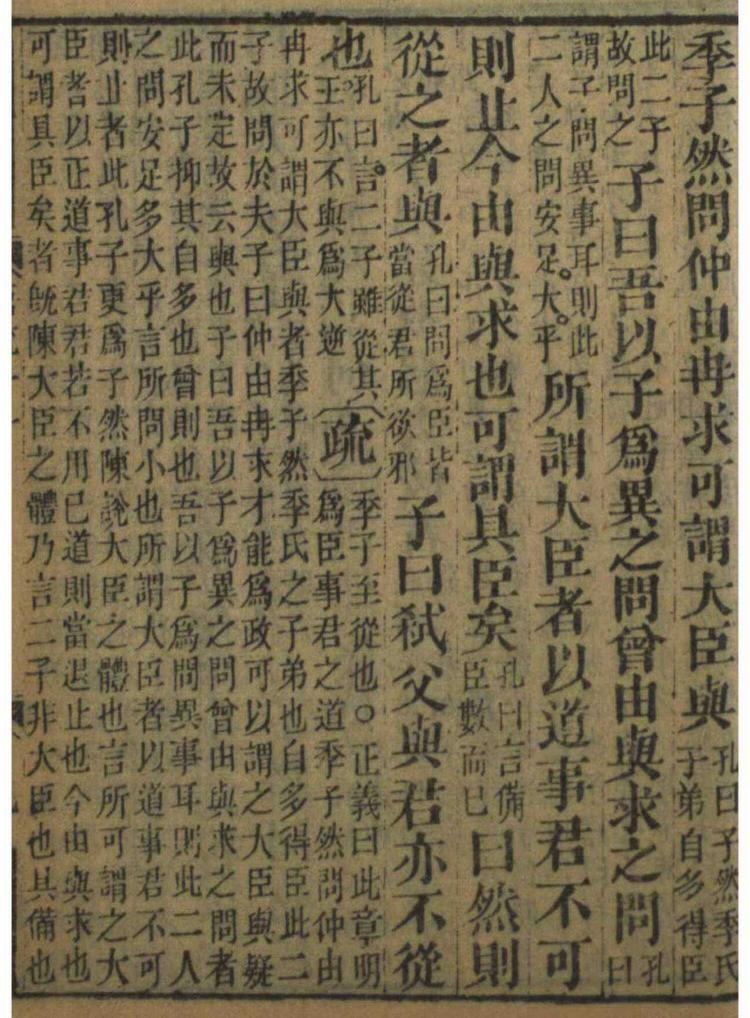 季子然問仲由冉求可謂大臣與孔曰子然季氏子弟自多得臣
此二子故問之子曰吾以子爲異之問曾由與求之問孔曰
謂子問異事耳則此二人之問安足大乎所謂大臣者以道事君不可
則止今由與求也可謂具臣矣孔曰言備臣數而已曰然則
從之者與孔曰問爲臣皆當從君所欲邪子曰弒父與君亦不從
也孔曰言二子雖從其主亦不與爲大逆疏季子至從也○正義曰此章明爲臣事君之道季子然問仲由
冉求可謂大臣與者季子然季氏之子弟也自多得臣此二
子故問於夫子曰仲由冉求才能爲政可以謂之大臣與疑
而未定故云與也子曰吾以子爲異之問曾由與求之問者
此孔子抑其自多也曾則也吾以子爲問異事耳則此二人
之問安足多大乎言所問小也所謂大臣者以道事君不可
則止者此孔子更爲子然陳說大臣之體也言所可謂之大
臣者以正道事君君若不用已道則當退止也今由與求也
可謂具臣矣者旣陳大臣之體乃言二子非大臣也具備也